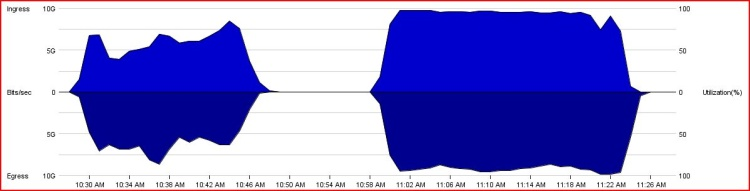 Ingress 10G 100
5G 50
Bits/sec 0 0 Utilization(%)
5G 50
Egress 10G 100
10:30 AM 10:34 AM 10:38 AM 10:42 AM 10:46 AM 10:50 AM 10:54 AM 10:58 AM 11:02 AM 11:06 AM 11:10 AM 11:14 AM 11:18 AM 11:22 AM 11:26 AM